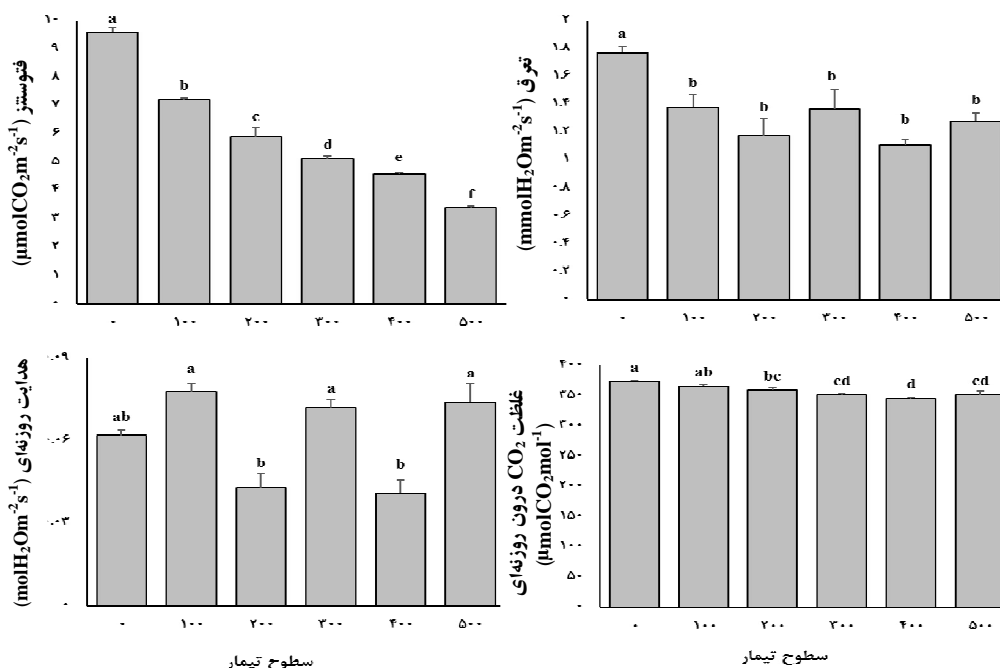 فتوسنتز (µmolCO₂m⁻²s⁻¹)
۱۰
۹
۸
۷
۶
۵
۴
۳
۲
۱
۰
a
b
c
d
e
f
۰ ۱۰۰ ۲۰۰ ۳۰۰ ۴۰۰ ۵۰۰
تعرق (mmolH₂Om⁻²s⁻¹)
۲
۱.۸
۱.۶
۱.۴
۱.۲
۱
۰.۸
۰.۶
۰.۴
۰.۲
۰
a
b
b
b
b
b
۰ ۱۰۰ ۲۰۰ ۳۰۰ ۴۰۰ ۵۰۰
هدایت روزنه‌ای (molH₂Om⁻²s⁻¹)
۰.۰۹
۰.۰۶
۰.۰۳
۰
ab
a
b
a
b
a
۰ ۱۰۰ ۲۰۰ ۳۰۰ ۴۰۰ ۵۰۰
سطوح تیمار
غلظت CO₂ درون روزنه‌ای
(µmolCO₂mol⁻¹)
۴۰۰
۳۵۰
۳۰۰
۲۵۰
۲۰۰
۱۵۰
۱۰۰
۵۰
۰
a
ab
bc
cd
d
cd
۰ ۱۰۰ ۲۰۰ ۳۰۰ ۴۰۰ ۵۰۰
سطوح تیمار